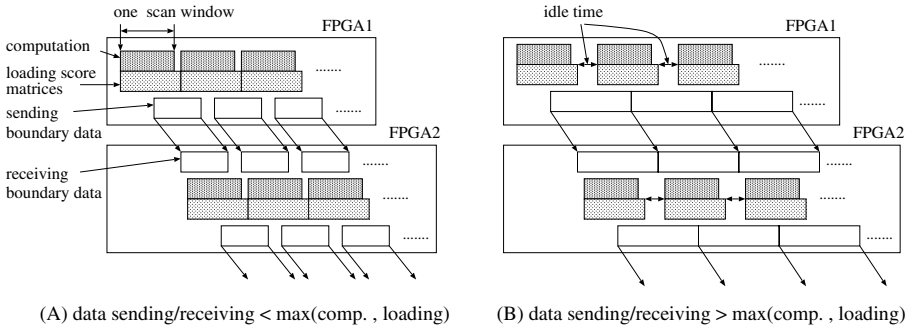 one scan window
FPGA1
computation
loading score
matrices
.......
sending
boundary data
.......
FPGA2
receiving
boundary data
.......
.......
.......
(A) data sending/receiving < max(comp. , loading)
idle time
FPGA1
.......
.......
FPGA2
.......
.......
.......
(B) data sending/receiving > max(comp. , loading)